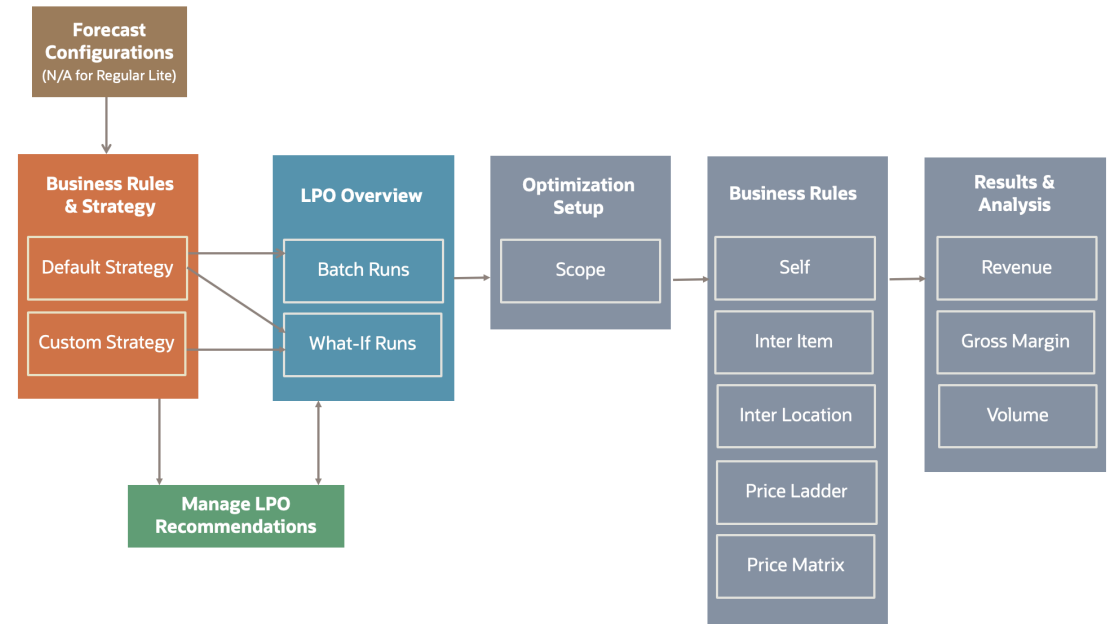 Forecast
Configurations
(N/A for Regular Lite)
Business Rules
& Strategy
Default Strategy
Custom Strategy
LPO Overview
Batch Runs
What-If Runs
Optimization
Setup
Scope
Business Rules
Self
Inter Item
Inter Location
Price Ladder
Price Matrix
Results &
Analysis
Revenue
Gross Margin
Volume
Manage LPO
Recommendations